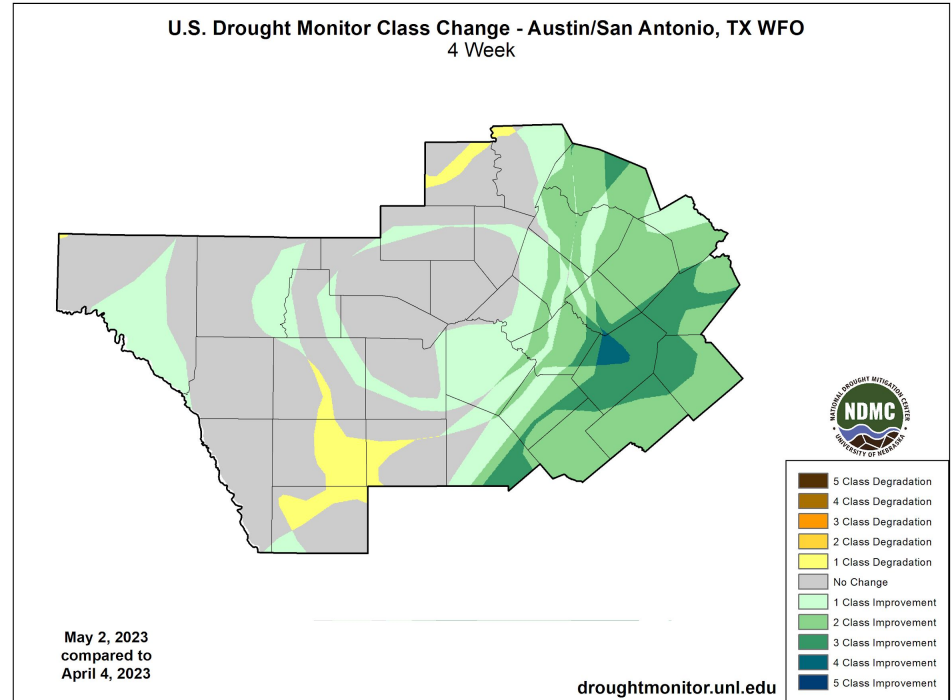 U.S. Drought Monitor Class Change - Austin/San Antonio, TX WFO
4 Week
NATIONAL DROUGHT MITIGATION CENTER
NDMC
UNIVERSITY OF NEBRASKA
5 Class Degradation
4 Class Degradation
3 Class Degradation
2 Class Degradation
1 Class Degradation
No Change
1 Class Improvement
2 Class Improvement
3 Class Improvement
4 Class Improvement
5 Class Improvement
May 2, 2023
compared to
April 4, 2023
droughtmonitor.unl.edu